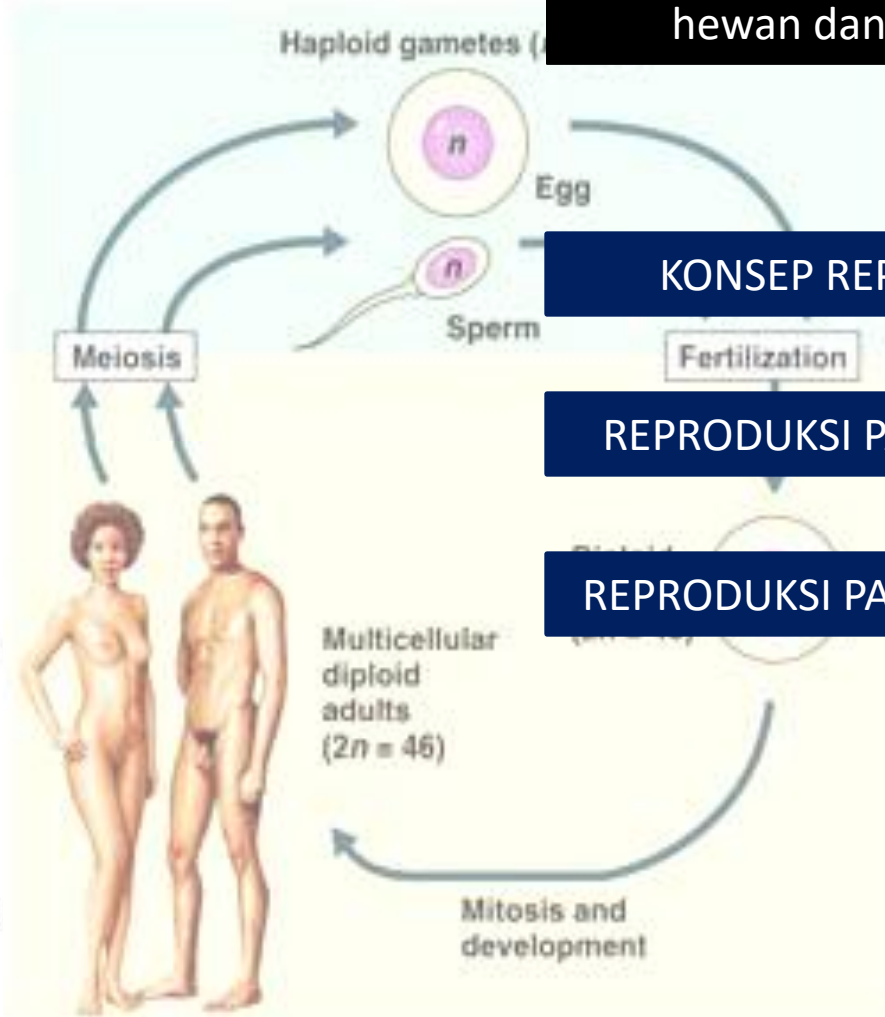 hewan dan
Haploid gametes (
n
Egg
KONSEP REP
n
Sperm
Meiosis
Fertilization
REPRODUKSI P
REPRODUKSI PA
Multicellular
diploid
adults
(2n = 46)
Mitosis and
development